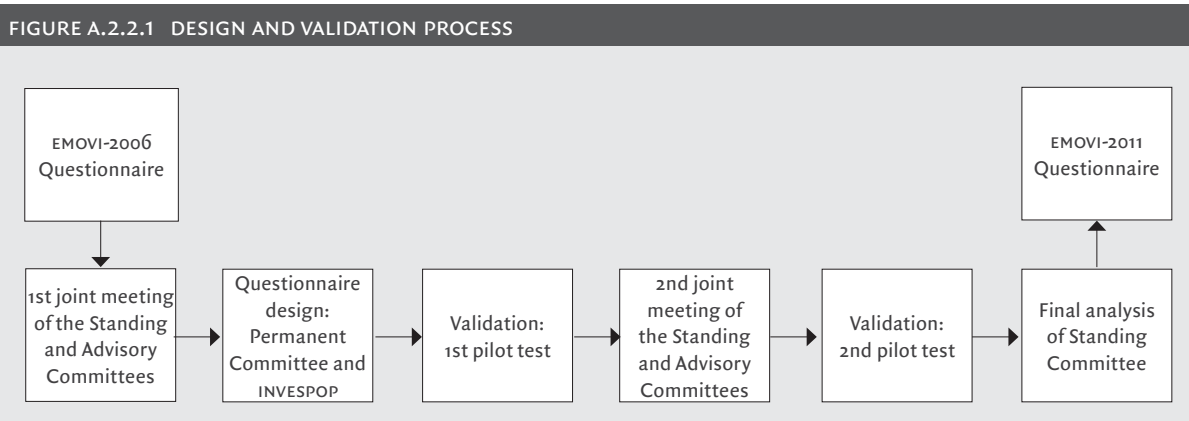 FIGURE A.2.2.1 DESIGN AND VALIDATION PROCESS
EMOVI-2006
Questionnaire
EMOVI-2011
Questionnaire
1st joint meeting
of the Standing
and Advisory
Committees
Questionnaire
design:
Permanent
Committee and
INVESPOP
Validation:
1st pilot test
2nd joint
meeting of
the Standing
and Advisory
Committees
Validation:
2nd pilot test
Final analysis
of Standing
Committee